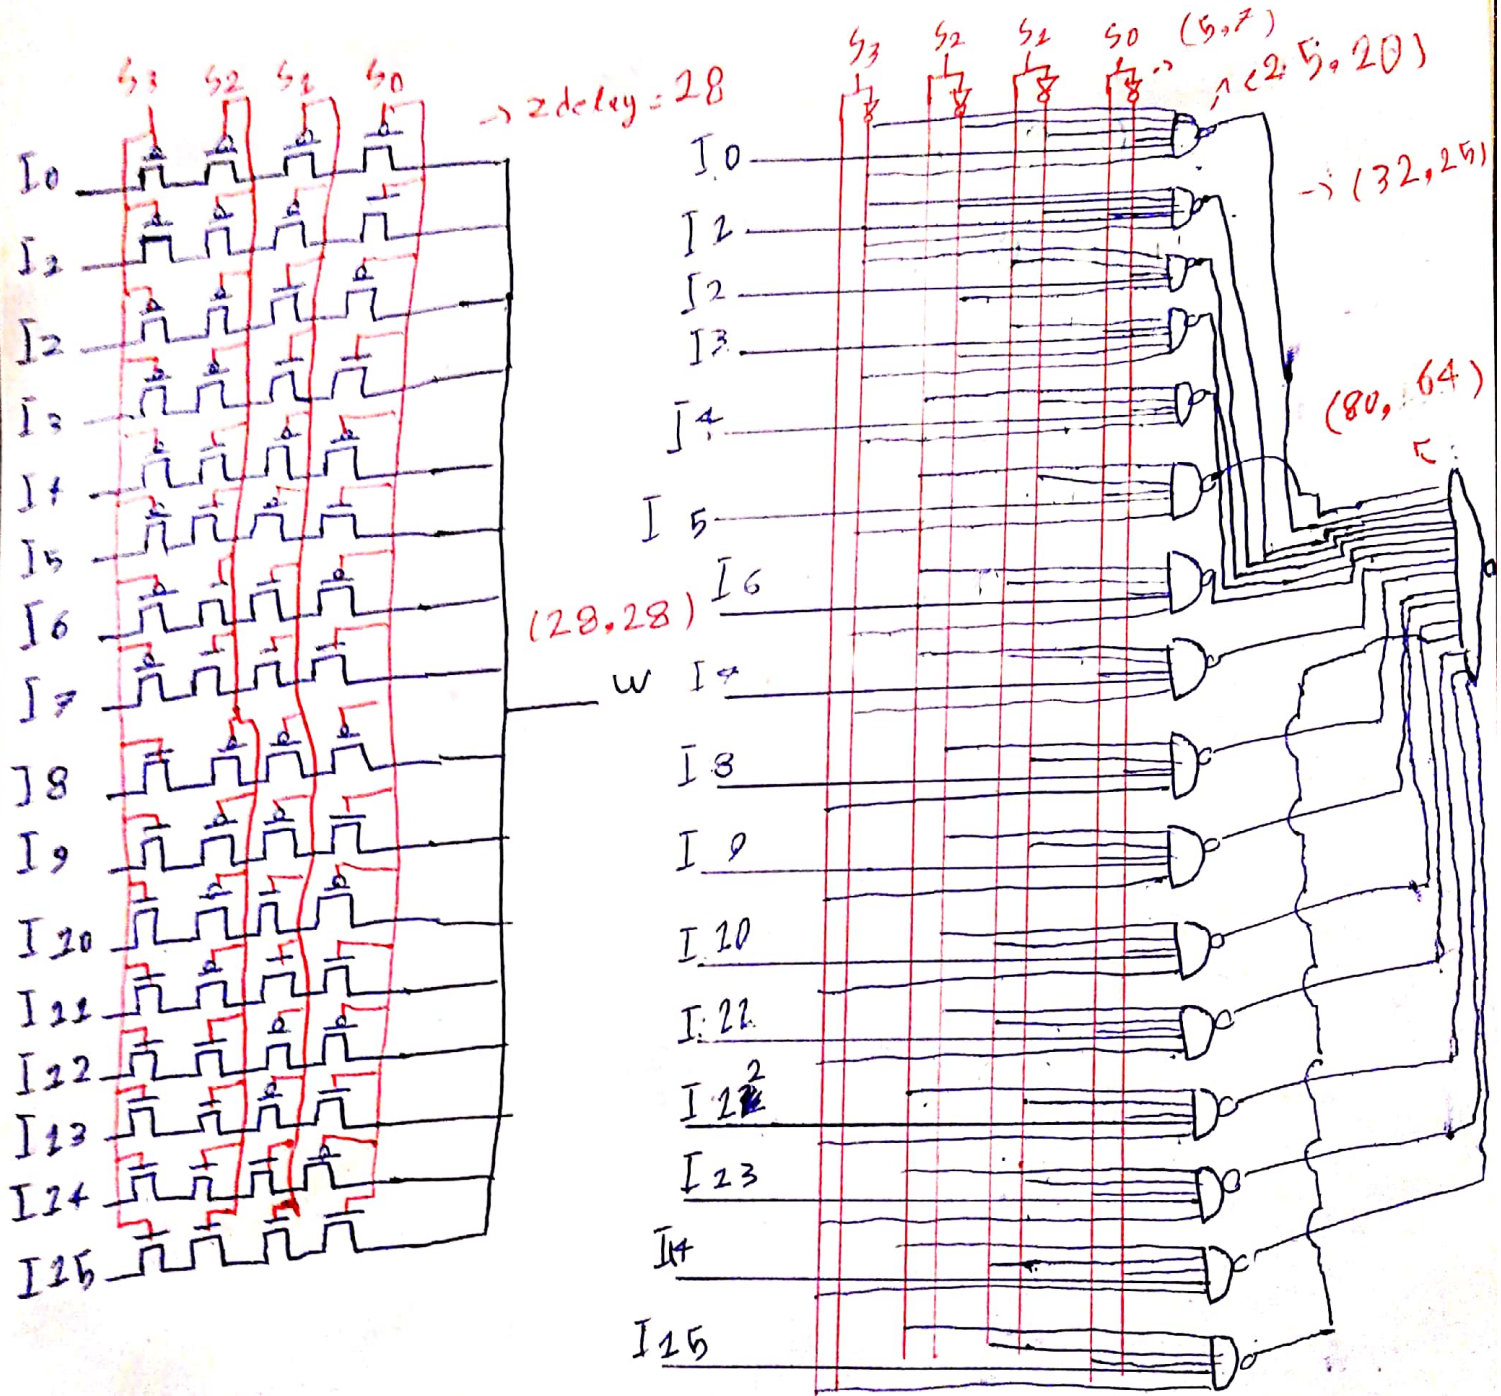 S3 S2 S1 S0 → z delay = 28
I0
I1
I2
I3
I4
I5
I6
I7
I8
I9
I10
I11
I12
I13
I14
I15
(28,28)
W
S3 S2 S1 S0 → (5,7)
→ (25,20)
→ (32,25)
(80,64)
I0
I1
I2
I3
I4
I5
I6
I7
I8
I9
I10
I11
I12
I13
I14
I15